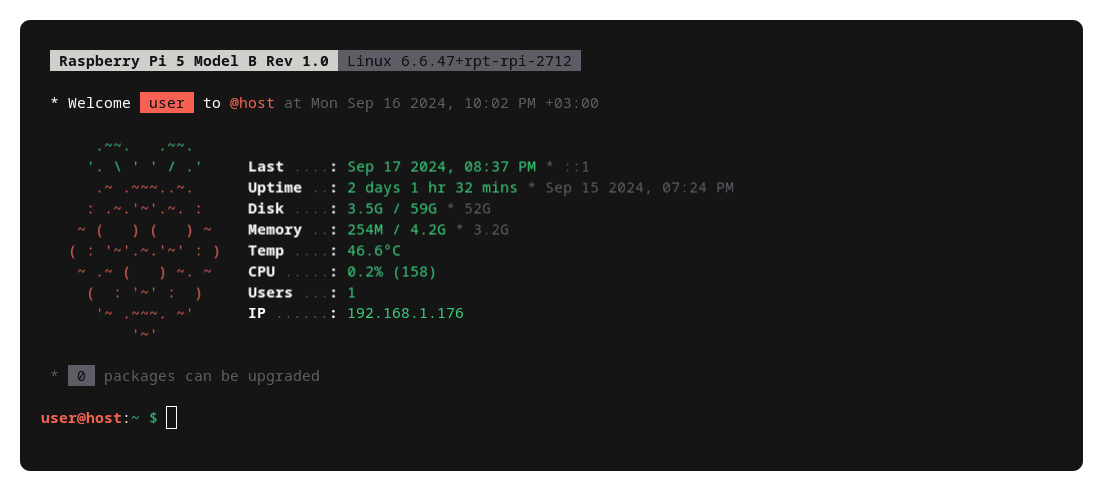 Raspberry Pi 5 Model B Rev 1.0 Linux 6.6.47+rpt-rpi-2712
* Welcome user to @host at Mon Sep 16 2024, 10:02 PM +03:00
Last ....: Sep 17 2024, 08:37 PM * ::1
Uptime ..: 2 days 1 hr 32 mins * Sep 15 2024, 07:24 PM
Disk ....: 3.5G / 59G * 52G
Memory ..: 254M / 4.2G * 3.2G
Temp ....: 46.6°C
CPU .....: 0.2% (158)
Users ...: 1
IP ......: 192.168.1.176
* 0 packages can be upgraded
user@host:~ $